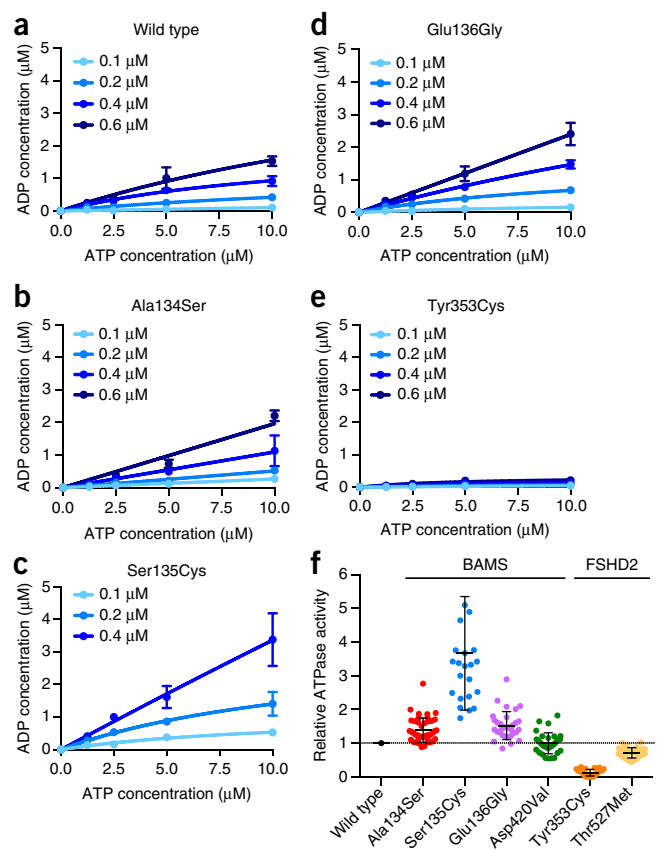 a
Wild type
ADP concentration (μM)
5
4
3
2
1
0
0.1 μM
0.2 μM
0.4 μM
0.6 μM
0.0 2.5 5.0 7.5 10.0
ATP concentration (μM)
b
Ala134Ser
ADP concentration (μM)
5
4
3
2
1
0
0.1 μM
0.2 μM
0.4 μM
0.6 μM
0.0 2.5 5.0 7.5 10.0
ATP concentration (μM)
c
Ser135Cys
ADP concentration (μM)
5
4
3
2
1
0
0.1 μM
0.2 μM
0.4 μM
0.0 2.5 5.0 7.5 10.0
ATP concentration (μM)
d
Glu136Gly
ADP concentration (μM)
5
4
3
2
1
0
0.1 μM
0.2 μM
0.4 μM
0.6 μM
0.0 2.5 5.0 7.5 10.0
ATP concentration (μM)
e
Tyr353Cys
ADP concentration (μM)
5
4
3
2
1
0
0.1 μM
0.2 μM
0.4 μM
0.6 μM
0.0 2.5 5.0 7.5 10.0
ATP concentration (μM)
f
BAMS FSHD2
Relative ATPase activity
6
5
4
3
2
1
0
Wild type
Ala134Ser
Ser135Cys
Glu136Gly
Asp420Val
Tyr353Cys
Thr527Met